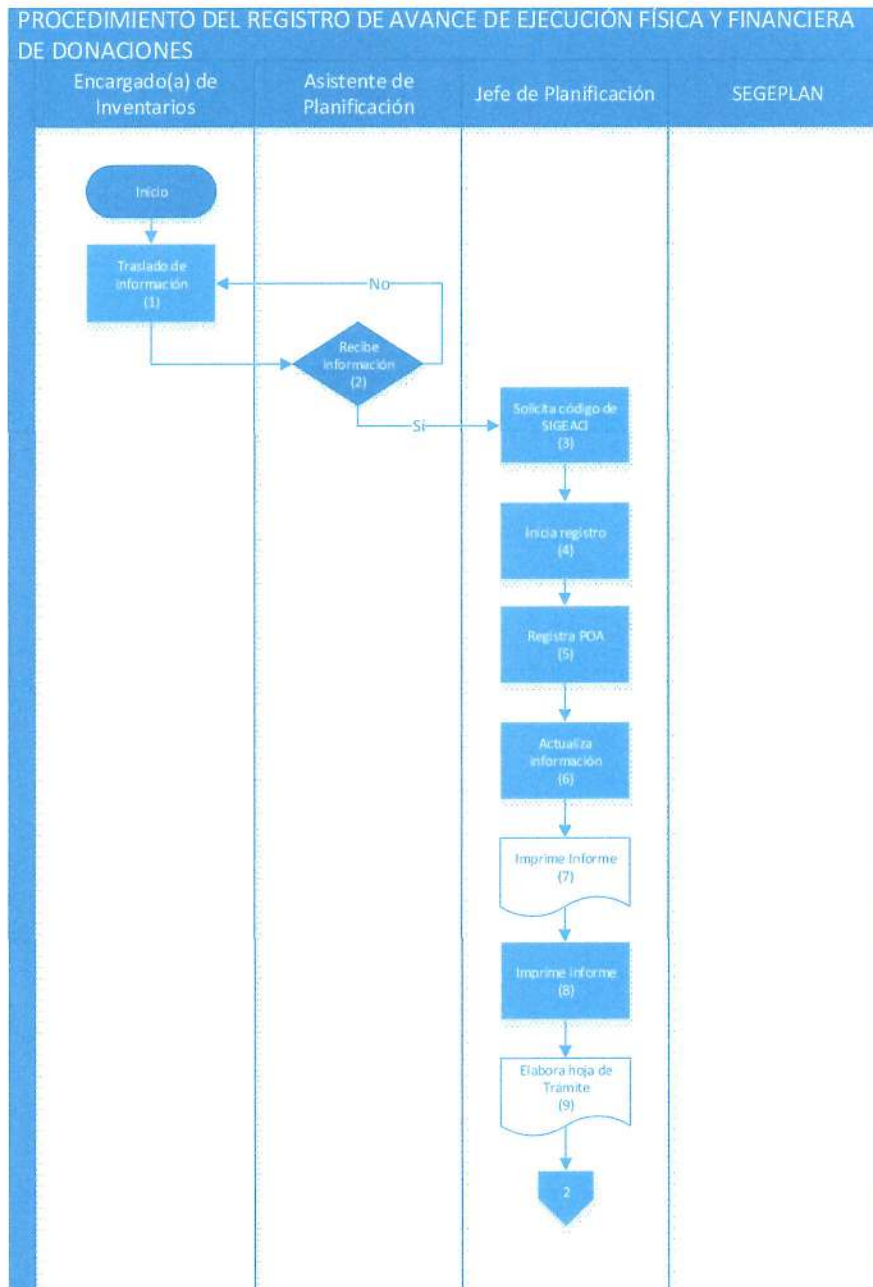 PROCEDIMIENTO DEL REGISTRO DE AVANCE DE EJECUCIÓN FÍSICA Y FINANCIERA
DE DONACIONES
Encargado(a) de
Inventarios
Asistente de
Planificación
Jefe de Planificación
SEGEPLAN
Inicio
Traslado de
información
(1)
No
Recibe
información
(2)
Sí
Solicita código de
SIGEACI
(3)
Inicia registro
(4)
Registra POA
(5)
Actualiza
información
(6)
Imprime Informe
(7)
Imprime Informe
(8)
Elabora hoja de
Trámite
(9)
2